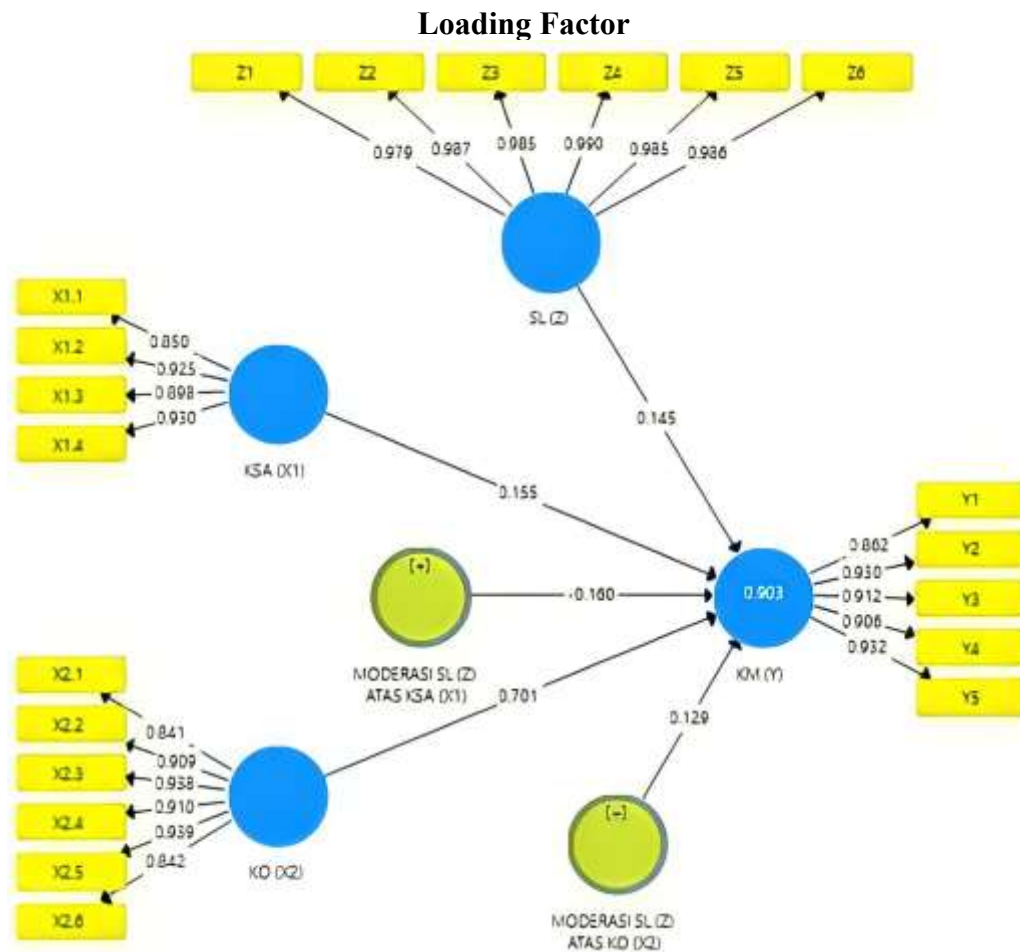 Loading Factor
Z1 Z2 Z3 Z4 Z5 Z6
0.979 0.987 0.985 0.990 0.985 0.986
SL (Z)
0.145
X1.1
X1.2
X1.3
X1.4
0.850
0.925
0.898
0.930
KSA (X1)
0.155
[+]
-0.160
MODERASI SL (Z)
ATAS KSA (X1)
X2.1
X2.2
X2.3
X2.4
X2.5
X2.6
0.841
0.909
0.938
0.910
0.939
0.842
KO (X2)
0.701
0.903
KM (Y)
0.862
0.930
0.912
0.906
0.932
Y1
Y2
Y3
Y4
Y5
0.129
MODERASI SL (Z)
ATAS KO (X2)